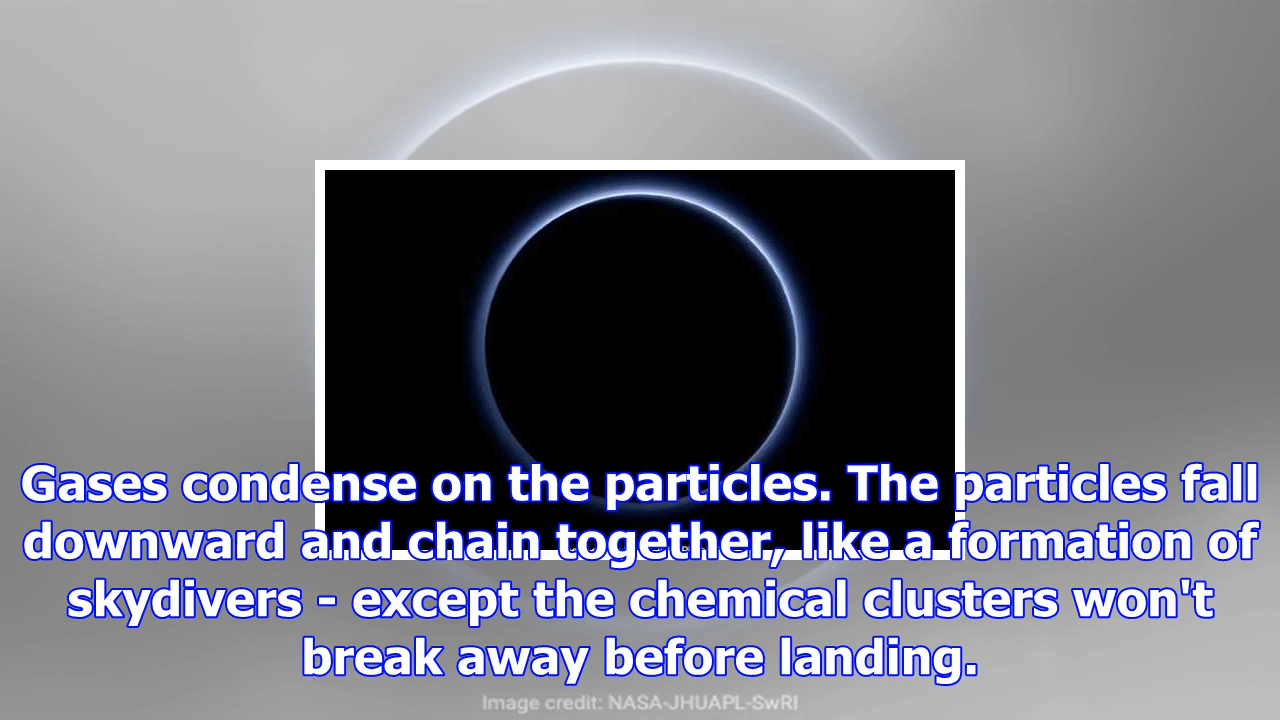 Gases condense on the particles. The particles fall
downward and chain together, like a formation of
skydivers - except the chemical clusters won't
break away before landing.
Image credit: NASA-JHUAPL-SwRI